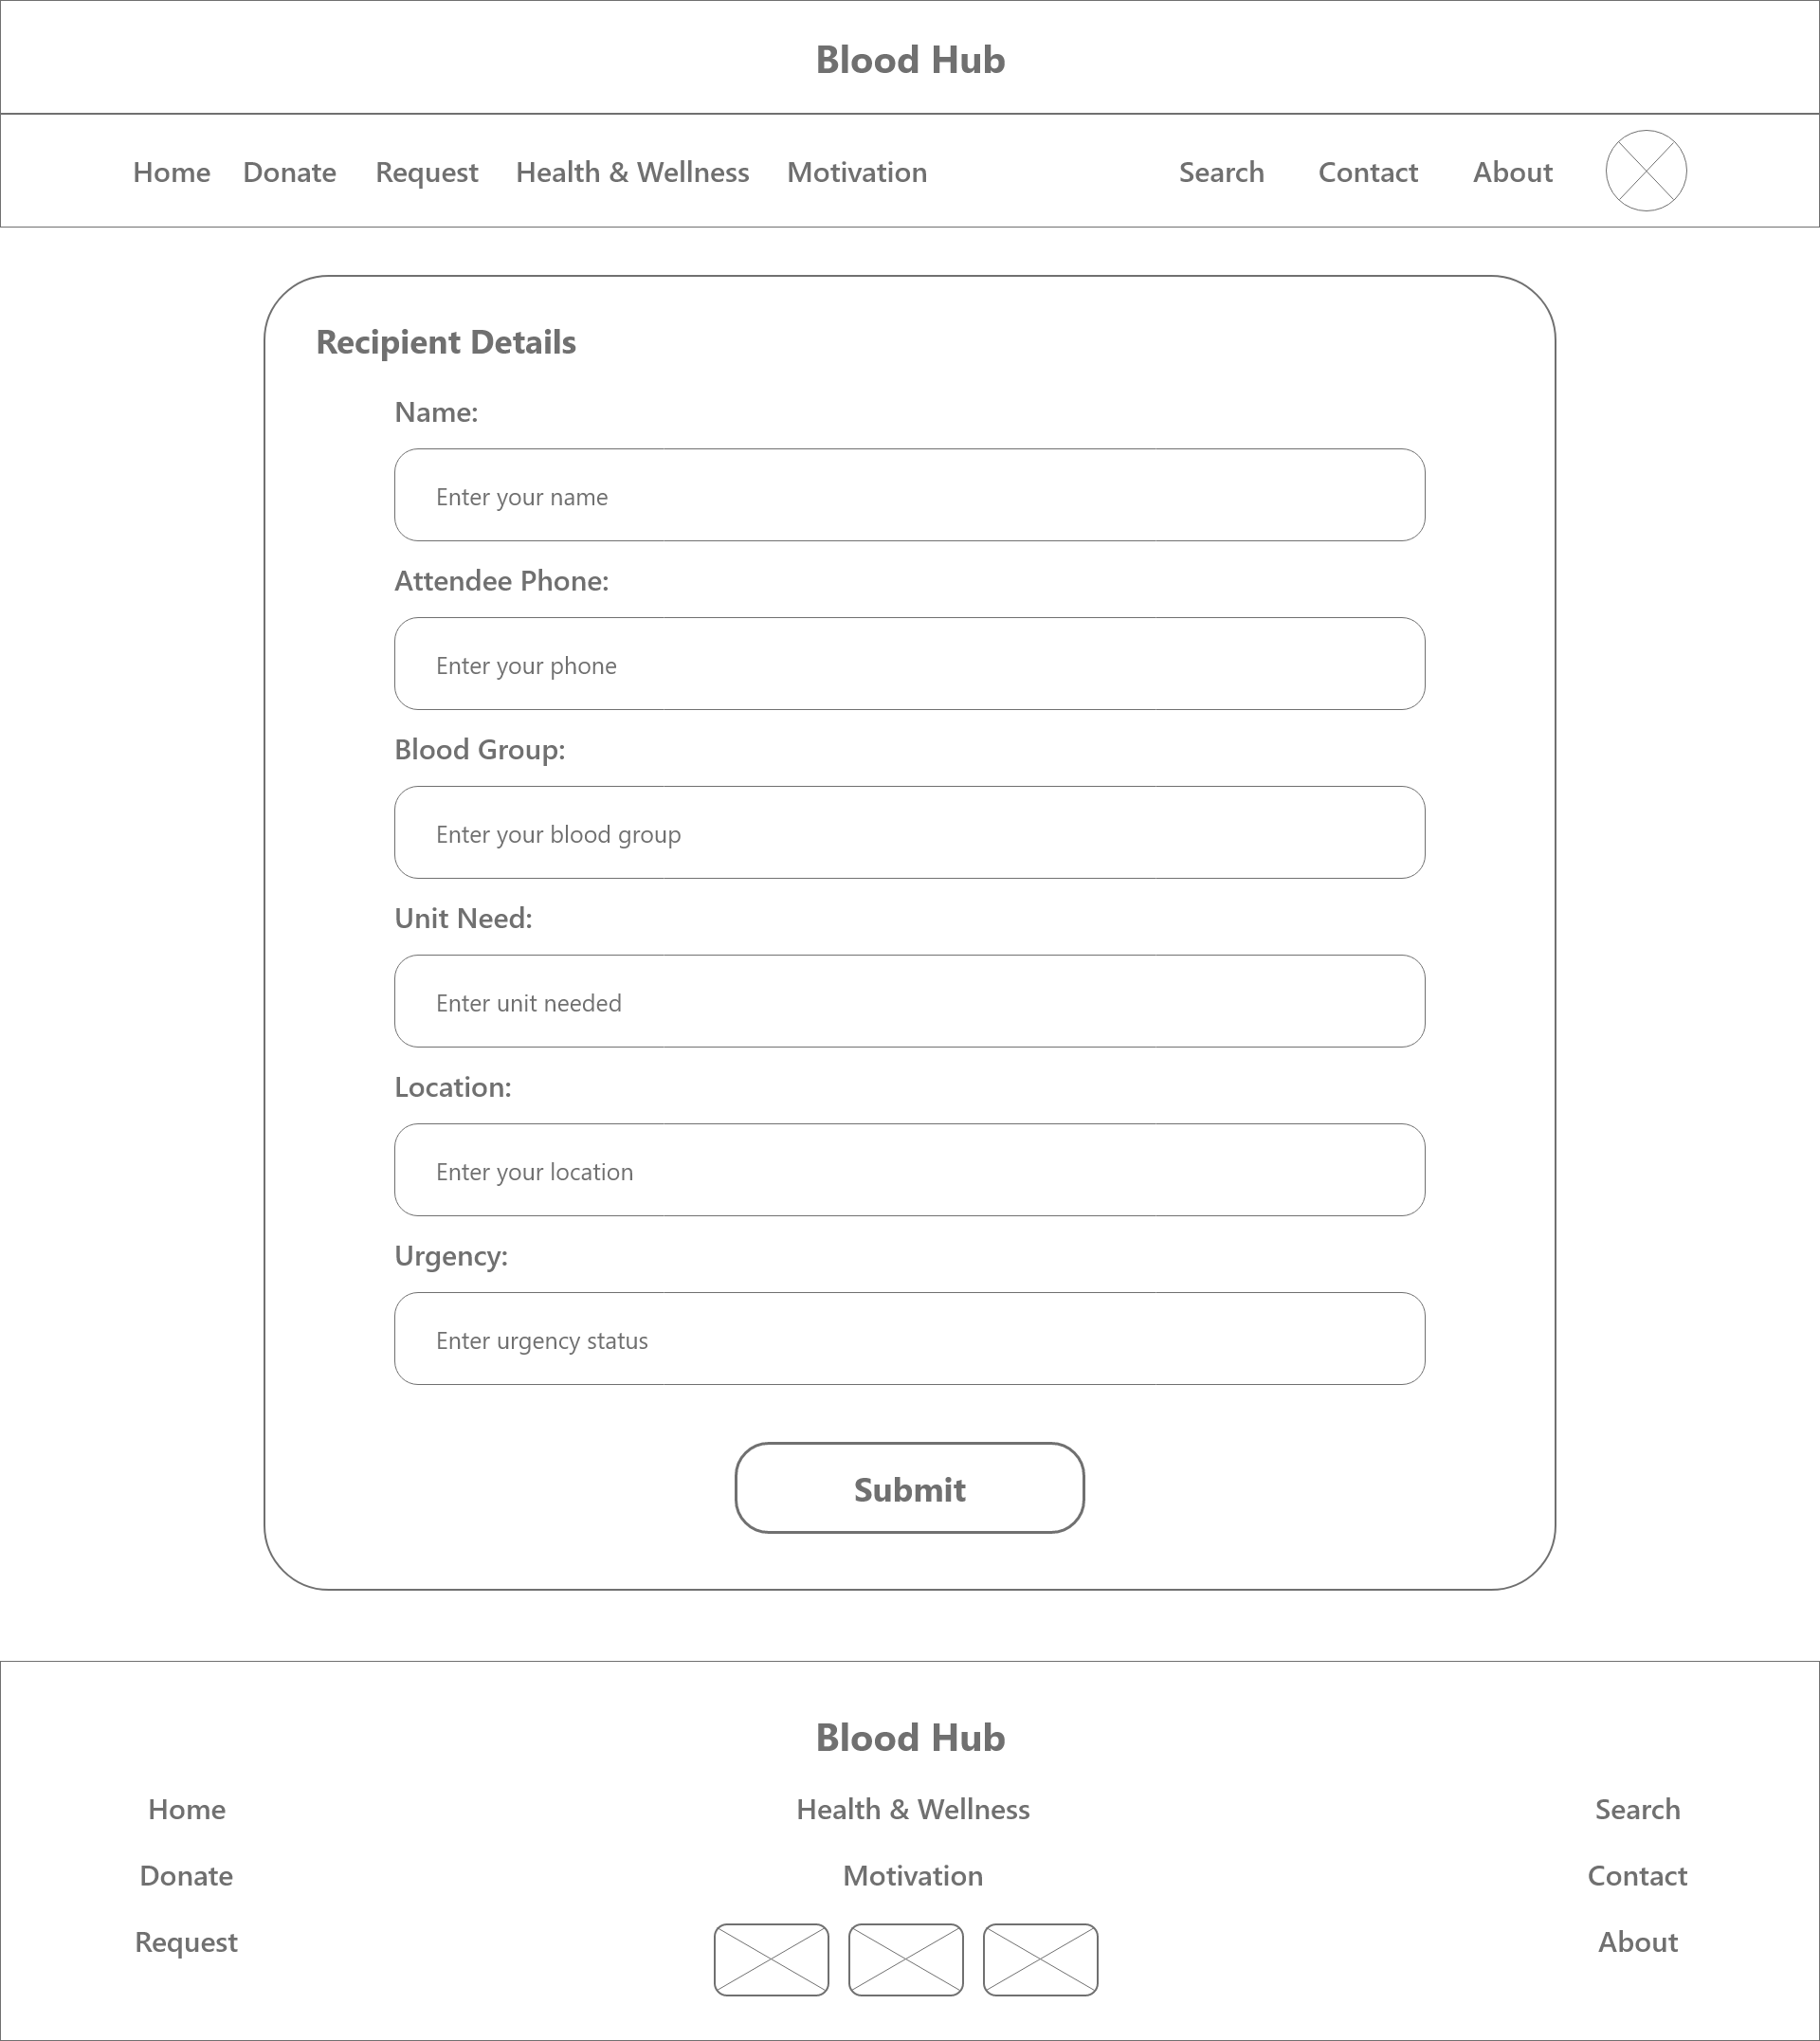 Blood Hub
Home Donate Request Health & Wellness Motivation Search Contact About
Recipient Details
Name:
Enter your name
Attendee Phone:
Enter your phone
Blood Group:
Enter your blood group
Unit Need:
Enter unit needed
Location:
Enter your location
Urgency:
Enter urgency status
Submit
Blood Hub
Home Health & Wellness Search
Donate Motivation Contact
Request About